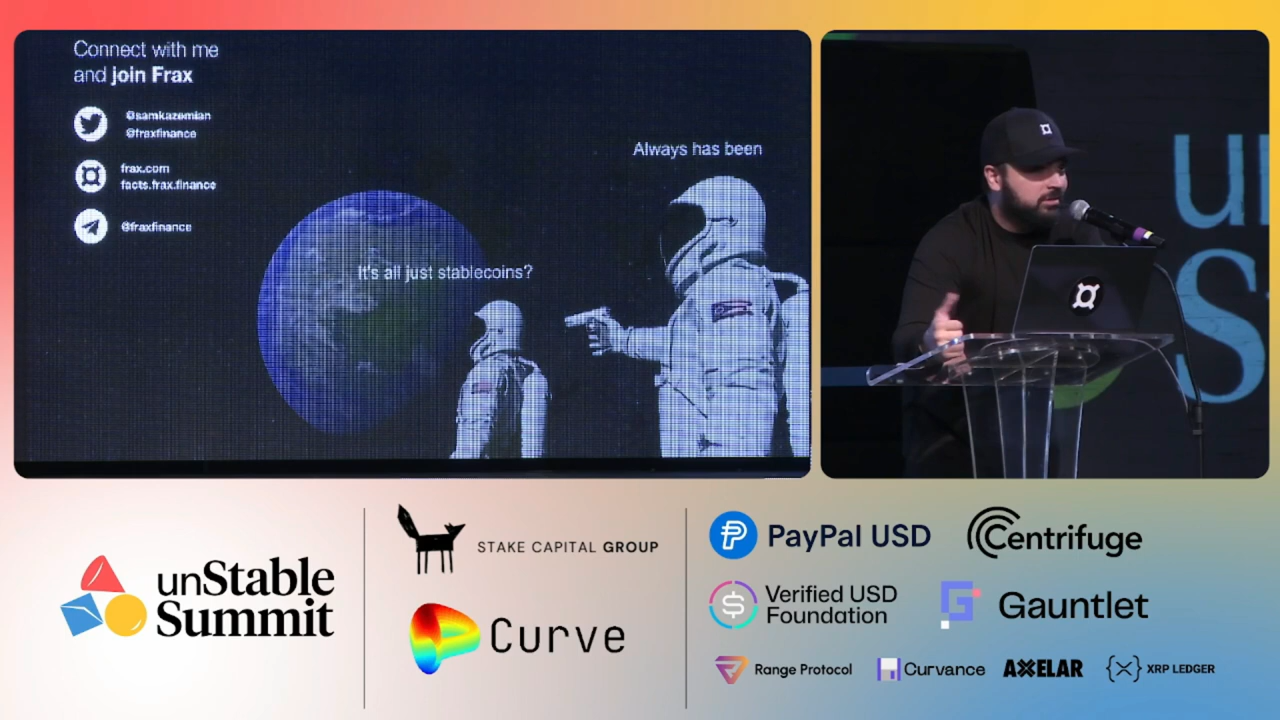 Connect with me
and join Frax
@samkazemian
@fraxfinance
frax.com
facts.frax.finance
@fraxfinance
Always has been
It's all just stablecoins?
un
S
unStable
Summit
STAKE CAPITAL GROUP
Curve
PayPal USD
Centrifuge
Verified USD
Foundation
Gauntlet
Range Protocol
Curvance
AXELAR
XRP LEDGER